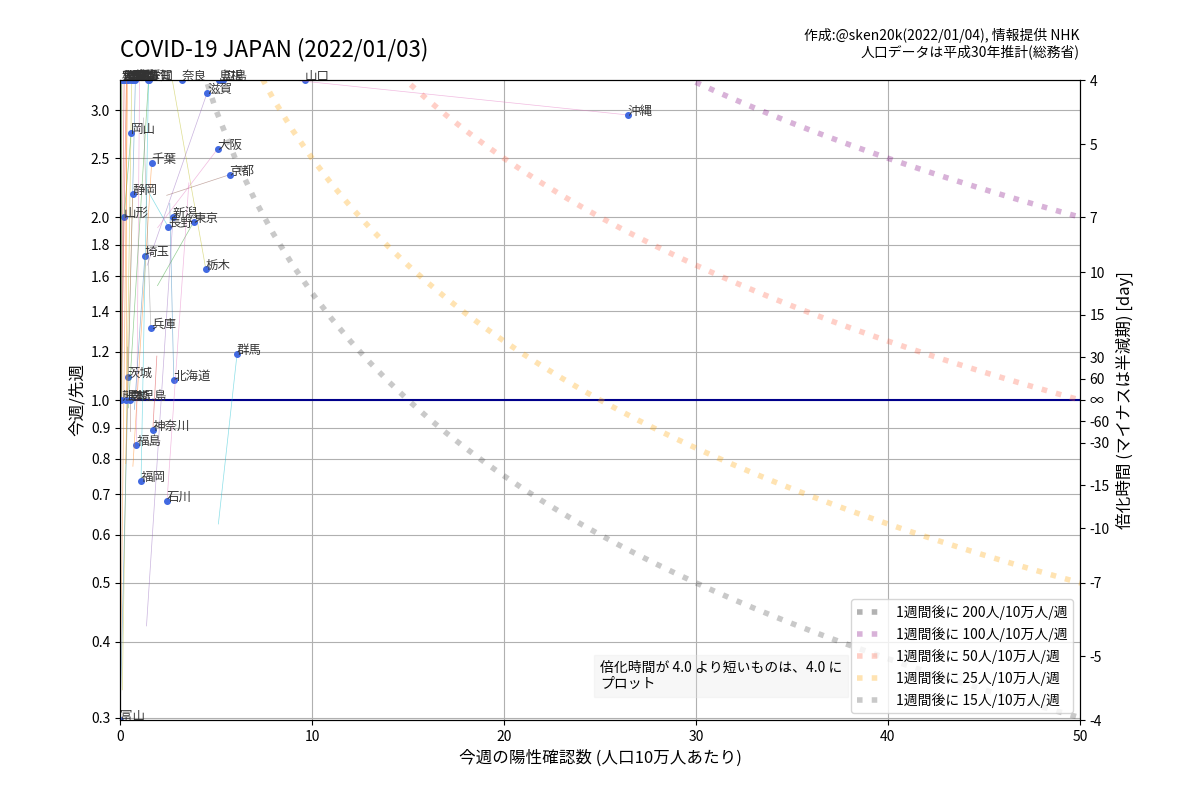 COVID-19 JAPAN (2022/01/03)
作成:@sken20k(2022/01/04), 情報提供 NHK
人口データは平成30年推計(総務省)
奈良
山口
滋賀
沖縄
岡山
大阪
千葉
京都
静岡
山形
新潟
東京
長野
埼玉
栃木
兵庫
群馬
茨城
北海道
神奈川
福島
福岡
石川
富山
3.0
2.5
2.0
1.8
1.6
1.4
1.2
1.0
0.9
0.8
0.7
0.6
0.5
0.4
0.3
今週/先週
4
5
7
10
15
30
60
∞
-60
-30
-15
-10
-7
-5
-4
倍化時間 (マイナスは半減期) [day]
1週間後に 200人/10万人/週
1週間後に 100人/10万人/週
1週間後に 50人/10万人/週
1週間後に 25人/10万人/週
1週間後に 15人/10万人/週
倍化時間が 4.0 より短いものは、4.0 に
プロット
0 10 20 30 40 50
今週の陽性確認数 (人口10万人あたり)